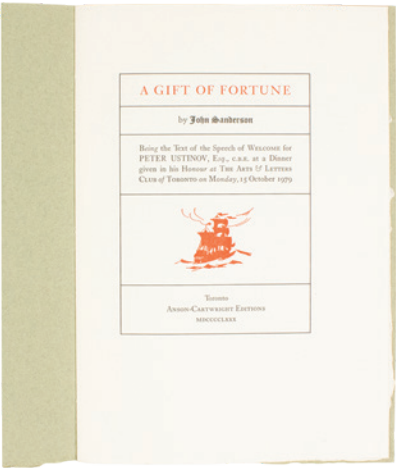 A GIFT OF FORTUNE
by John Sanderson
Being the Text of the Speech of Welcome for
PETER USTINOV, Esq., C.B.E. at a Dinner
given in his Honour at The Arts & Letters
Club of Toronto on Monday, 15 October 1979
Toronto
Anson-Cartwright Editions
MDCCCCLXXX